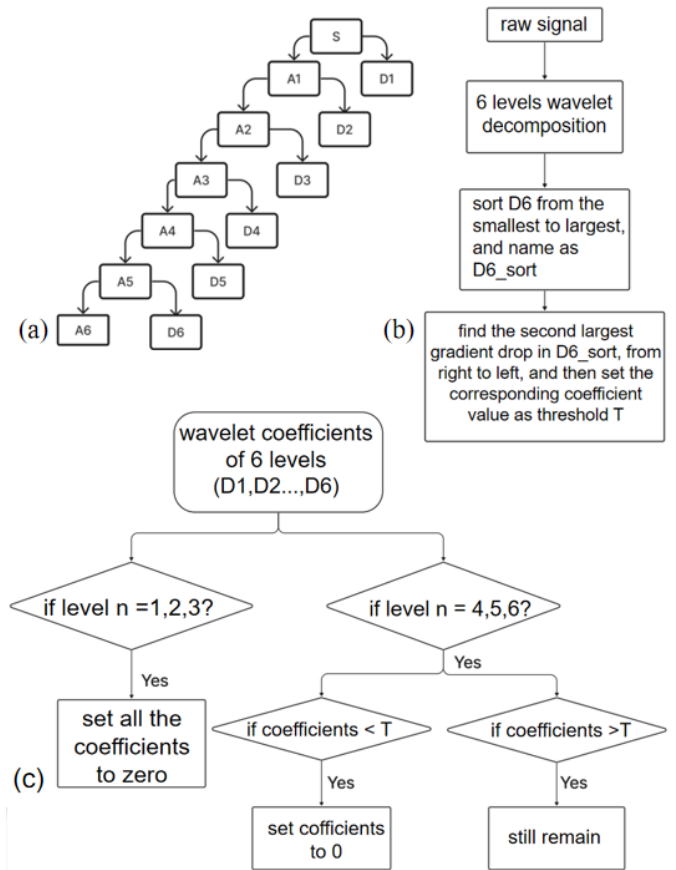 S
A1
D1
A2
D2
A3
D3
A4
D4
A5
D5
A6
D6
(a)
raw signal
6 levels wavelet
decomposition
sort D6 from the
smallest to largest,
and name as
D6_sort
find the second largest
gradient drop in D6_sort, from
right to left, and then set the
corresponding coefficient
value as threshold T
(b)
wavelet coefficients
of 6 levels
(D1,D2...,D6)
if level n =1,2,3?
if level n = 4,5,6?
Yes
Yes
set all the
coefficients
to zero
if coefficients < T
if coefficients >T
Yes
Yes
set cofficients
to 0
still remain
(c)